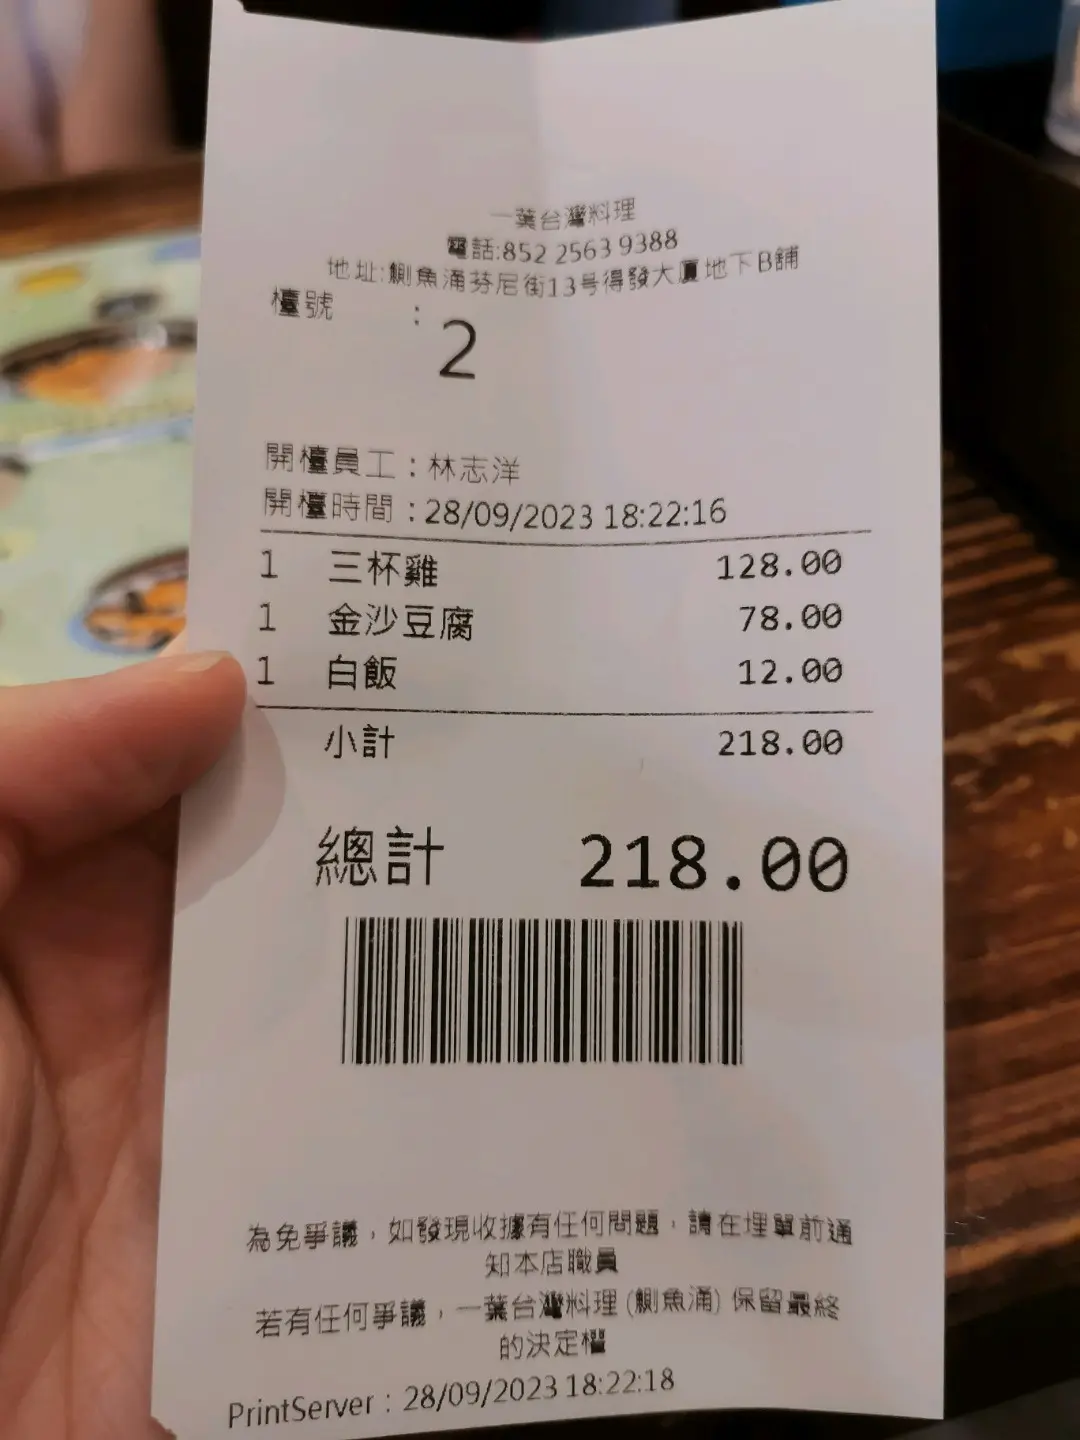 一葉台灣料理
電話:852 2563 9388
地址:鰂魚涌芬尼街13号得發大廈地下B舖
檯號 : 2
開檯員工：林志洋
開檯時間：28/09/2023 18:22:16
1 三杯雞 128.00
1 金沙豆腐 78.00
1 白飯 12.00
小計 218.00
總計 218.00
為免爭議，如發現收據有任何問題，請在埋單前通
知本店職員
若有任何爭議，一葉台灣料理 (鰂魚涌) 保留最終
的決定權
PrintServer : 28/09/2023 18:22:18